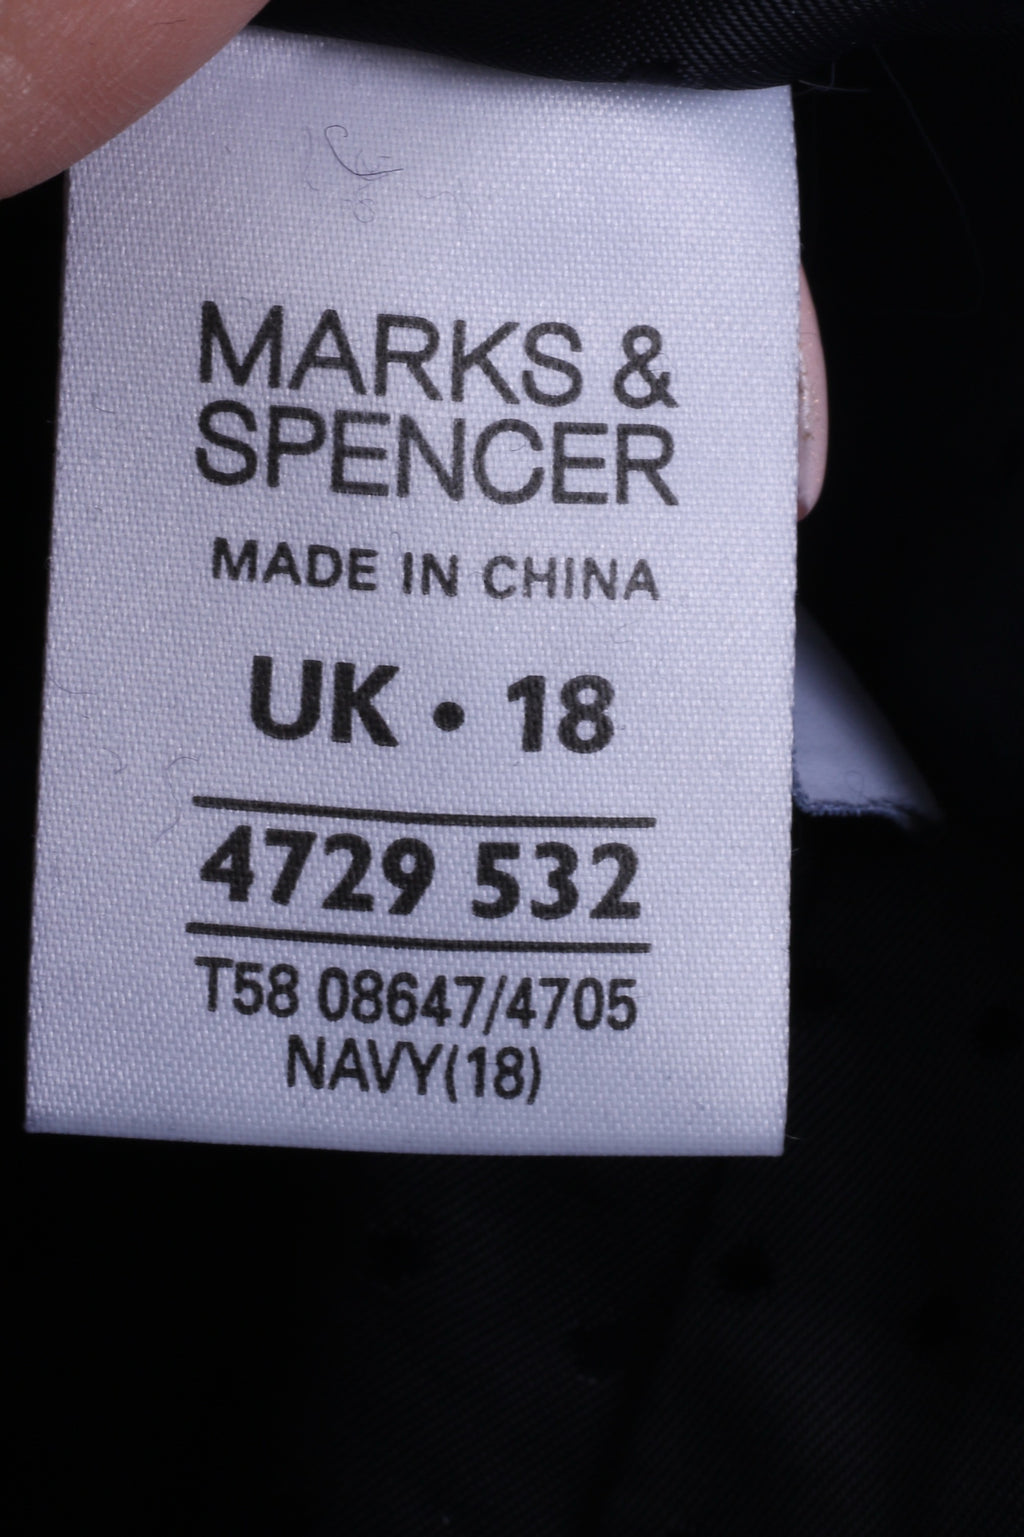 MARKS &
SPENCER
MADE IN CHINA
UK • 18
4729 532
T58 08647/4705
NAVY(18)